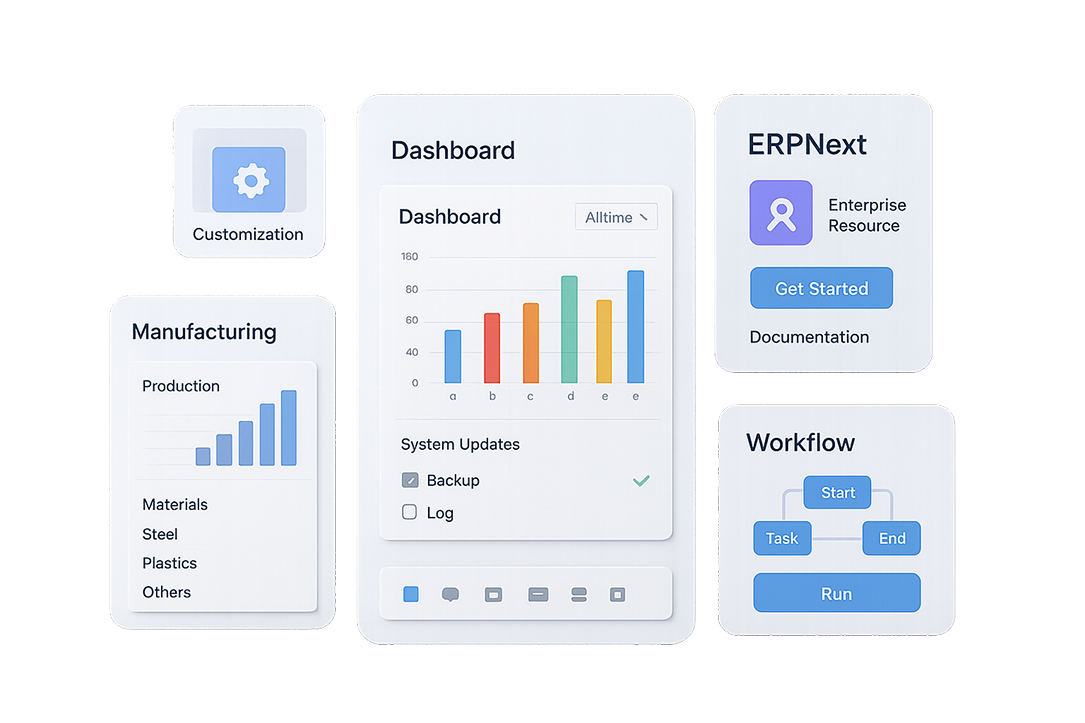 Customization
Manufacturing
Production
Materials
Steel
Plastics
Others
Dashboard
Dashboard
Alltime
160
60
60
40
0
a b c d e e
System Updates
Backup
Log
ERPNext
Enterprise
Resource
Get Started
Documentation
Workflow
Start
Task
End
Run